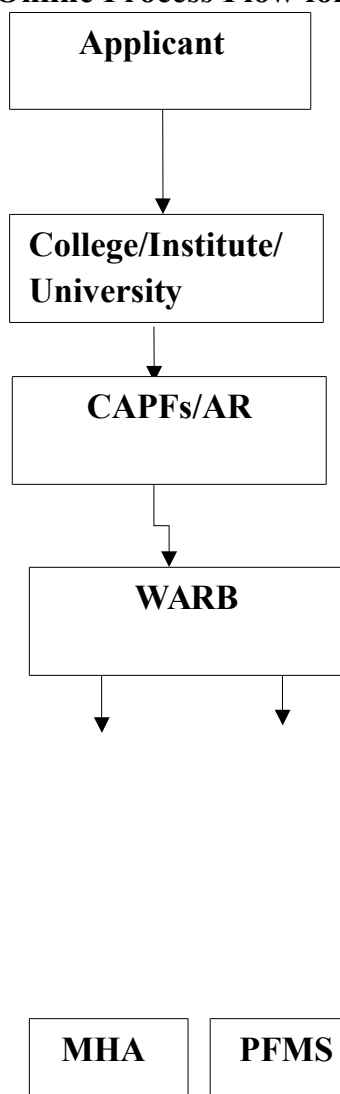 Online Process Flow for
Applicant
College/Institute/
University
CAPFs/AR
WARB
MHA PFMS